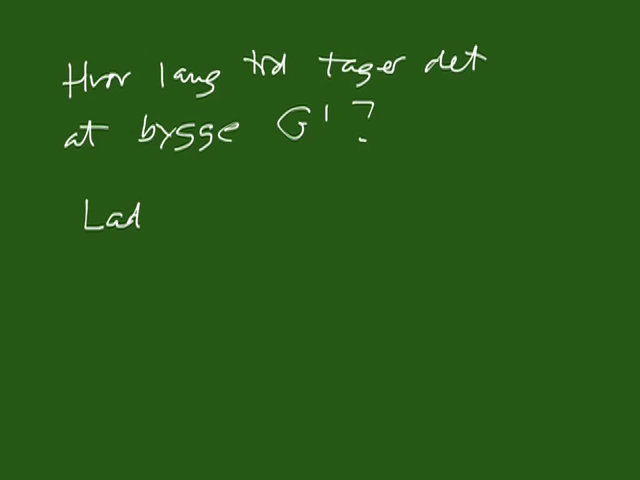 Hvor lang tid tager det
at bygge G' ?
Lad